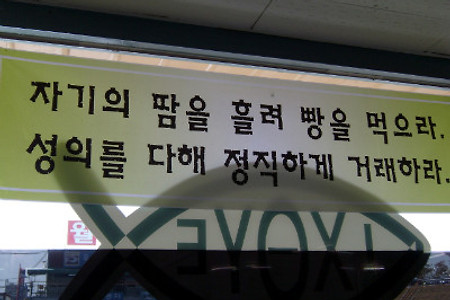 자기의 땀을 흘려 빵을 먹으라.
성의를 다해 정직하게 거래하라.
월